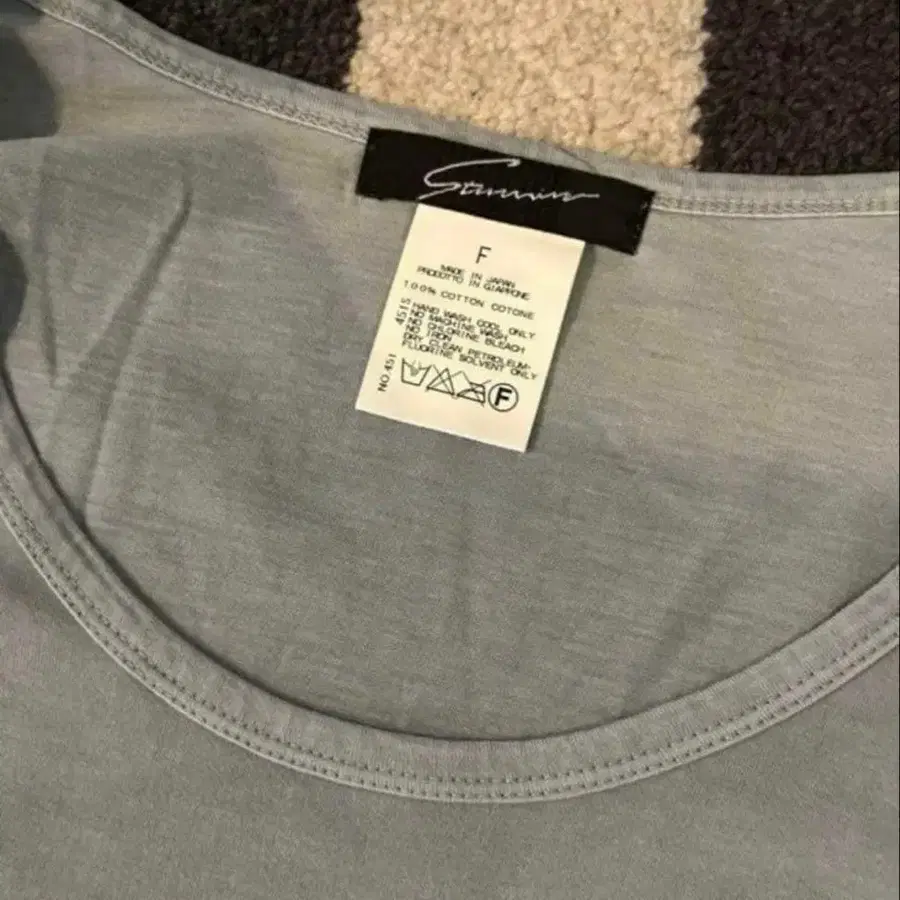 F
MADE IN JAPAN
PRODOTTO IN GIAPPONE
100% COTTON COTONE
HAND WASH COOL ONLY
NO MACHINE WASH
NO CHLORINE BLEACH
NO IRON
DRY CLEAN PETROLEUM-
FLUORINE SOLVENT ONLY
F
NO.451 4515